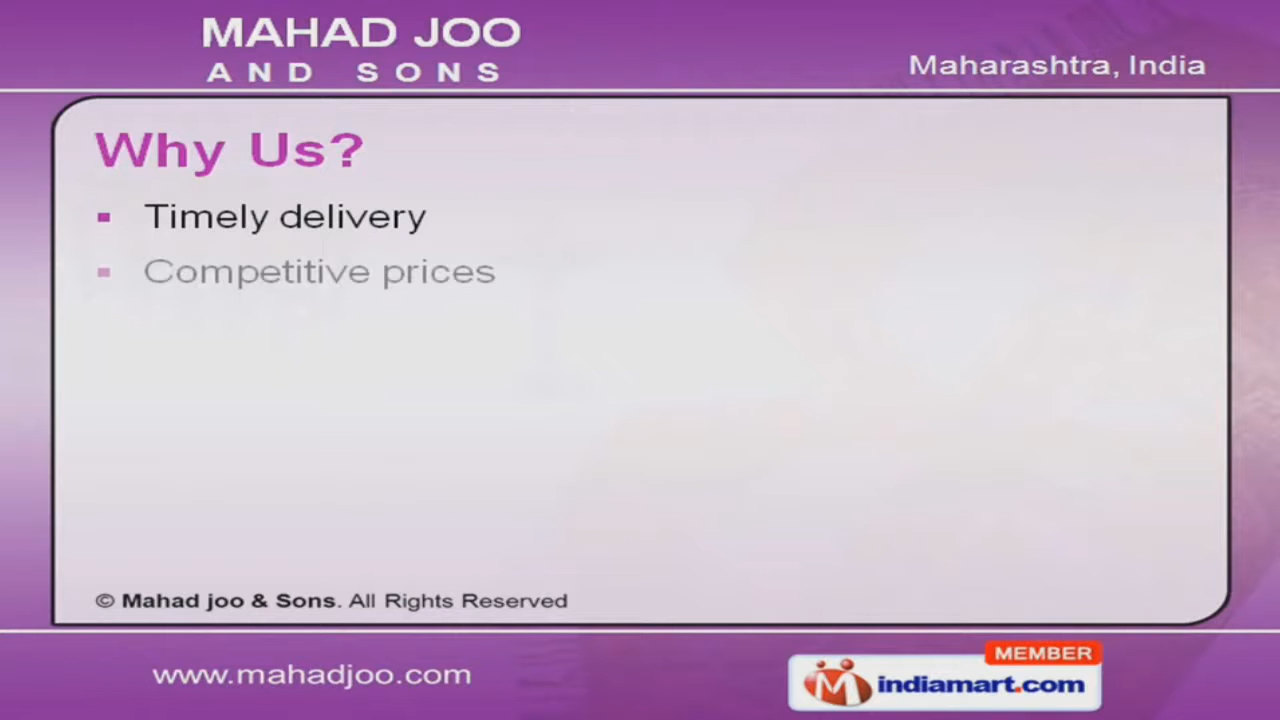 MAHAD JOO
AND SONS
Maharashtra, India
Why Us?
Timely delivery
Competitive prices
© Mahad joo & Sons. All Rights Reserved
www.mahadjoo.com
MEMBER
indiamart.com